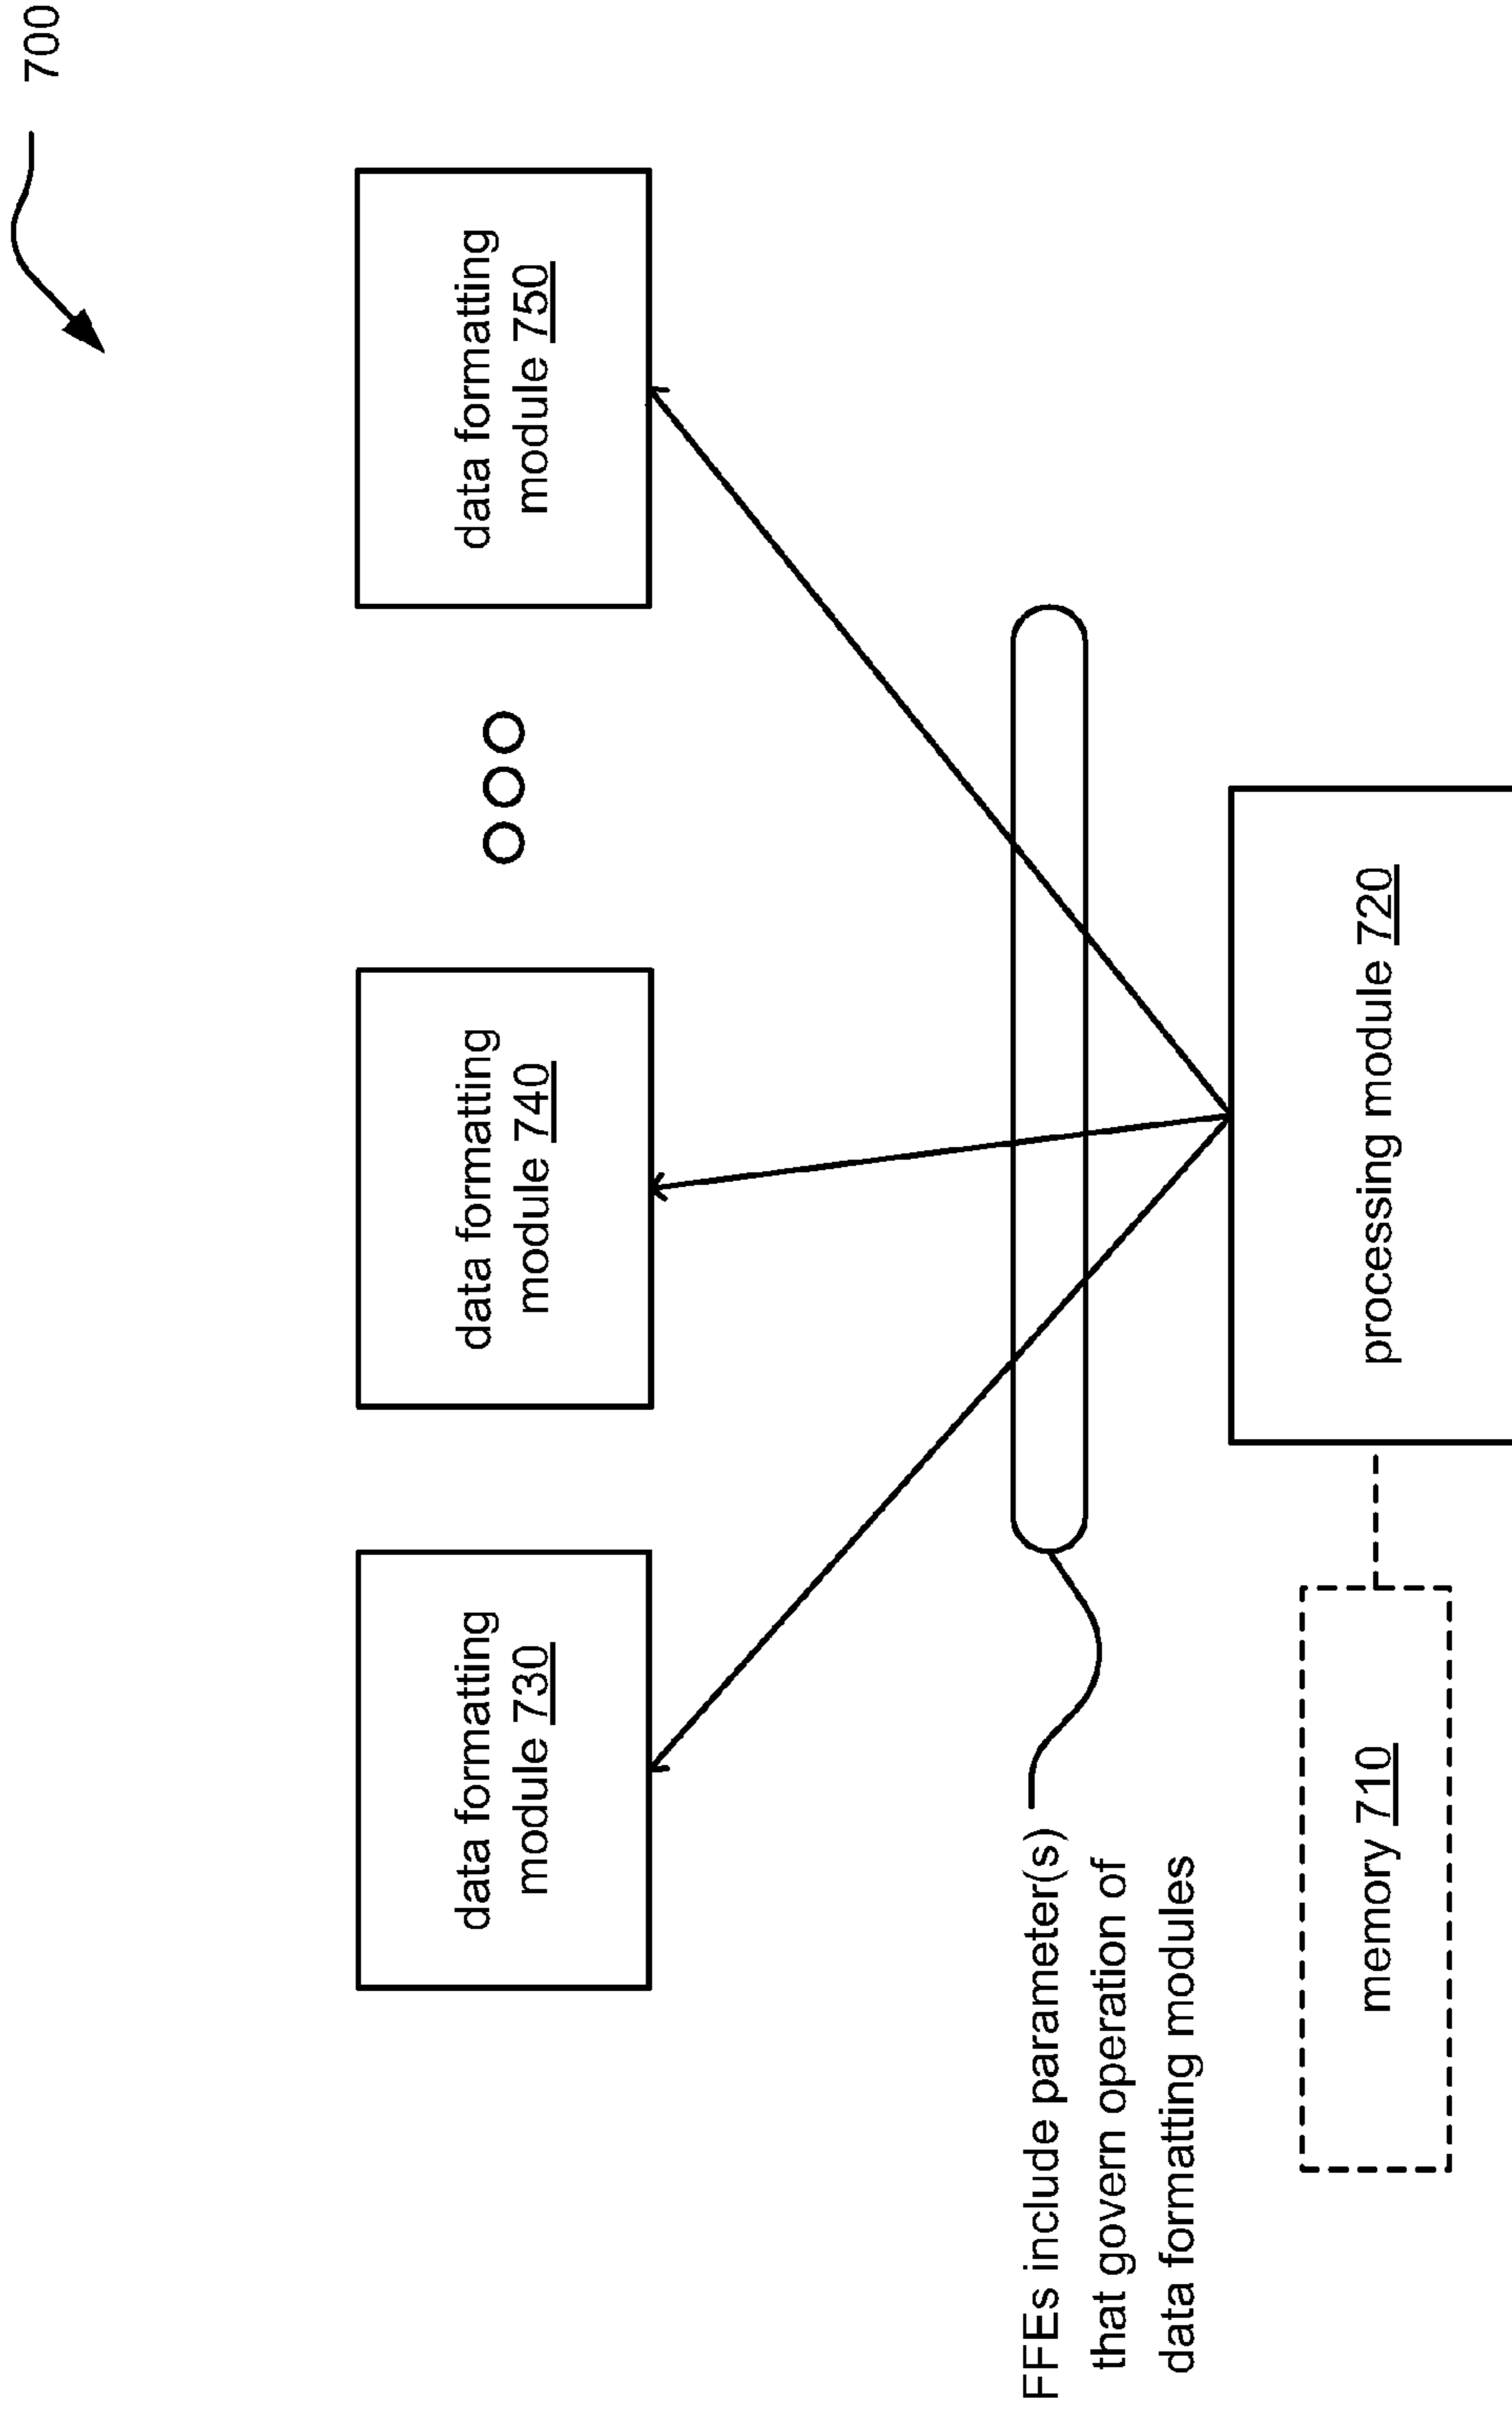 700
data formatting
module 730
data formatting
module 740
data formatting
module 750
FFEs include parameter(s)
that govern operation of
data formatting modules
memory 710
processing module 720